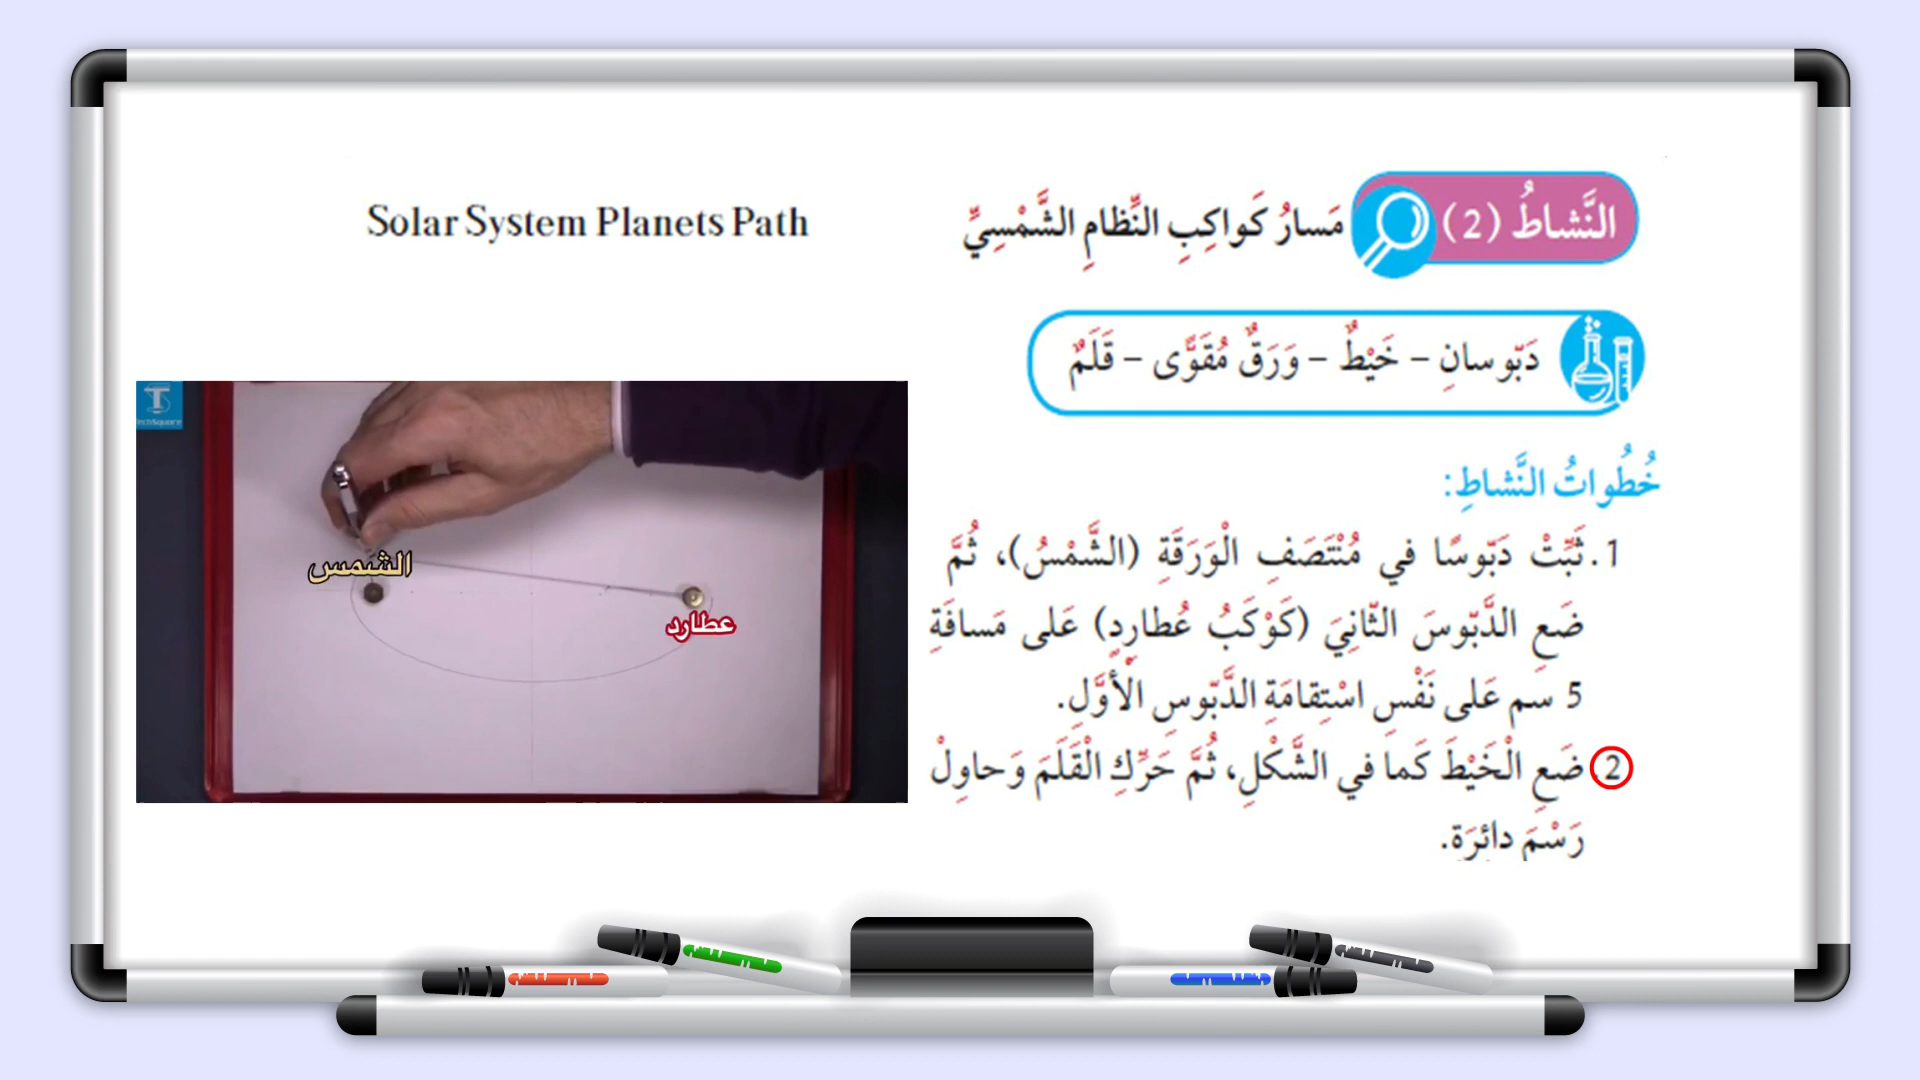 النَّشاطُ (2) مَسارُ كَواكِبِ النِّظامِ الشَّمْسِيِّ
Solar System Planets Path
دَبّوسانِ – خَيْطٌ – وَرَقٌ مُقَوًّى – قَلَمٌ
خُطُواتُ النَّشاطِ:
1. ثَبِّتْ دَبّوسًا في مُنْتَصَفِ الْوَرَقَةِ (الشَّمْسُ)، ثُمَّ
ضَعِ الدَّبّوسَ الثّانِيَ (كَوْكَبُ عُطارِدٍ) عَلى مَسافَةِ
5 سم عَلى نَفْسِ اسْتِقامَةِ الدَّبّوسِ الْأَوَّلِ.
2. ضَعِ الْخَيْطَ كَما في الشَّكْلِ، ثُمَّ حَرِّكِ الْقَلَمَ وَحاوِلْ
رَسْمَ دائِرَةٍ.
الشمس
عطارد